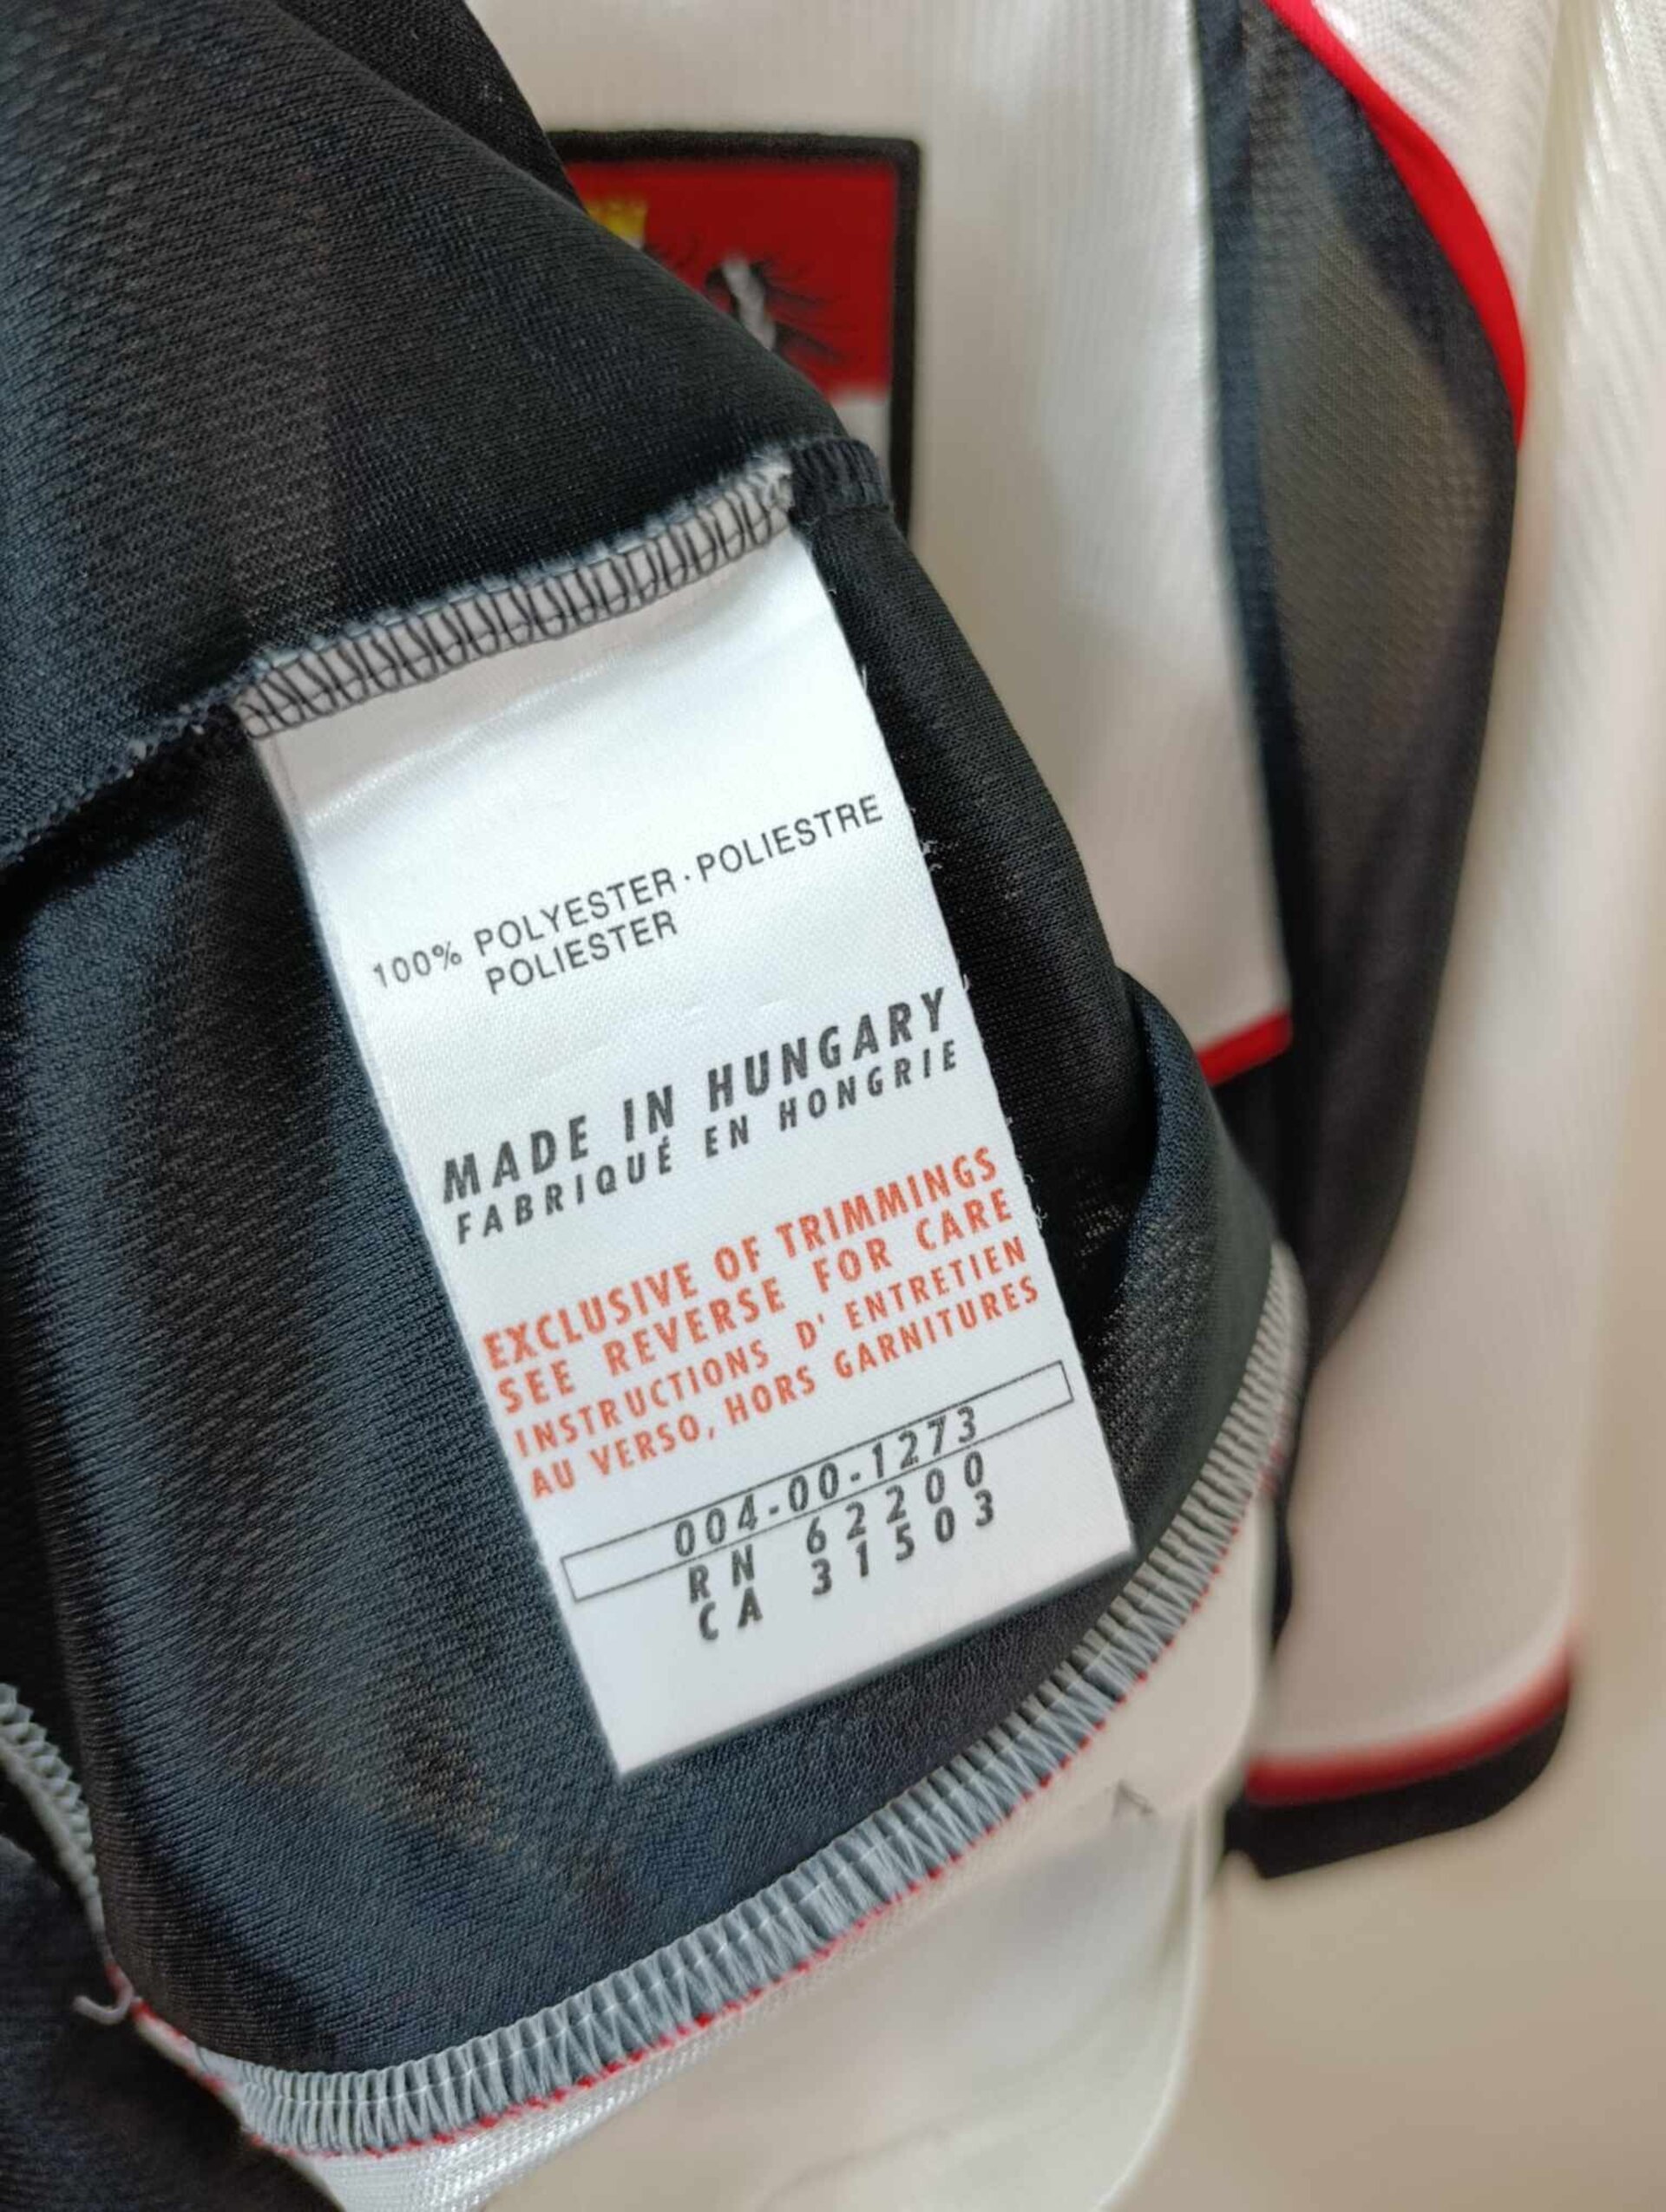 100% POLYESTER · POLIESTRE
POLIESTER
MADE IN HUNGARY
FABRIQUÉ EN HONGRIE
EXCLUSIVE OF TRIMMINGS
SEE REVERSE FOR CARE
INSTRUCTIONS D' ENTRETIEN
AU VERSO, HORS GARNITURES
004-00-1273
RN 62200
CA 31503